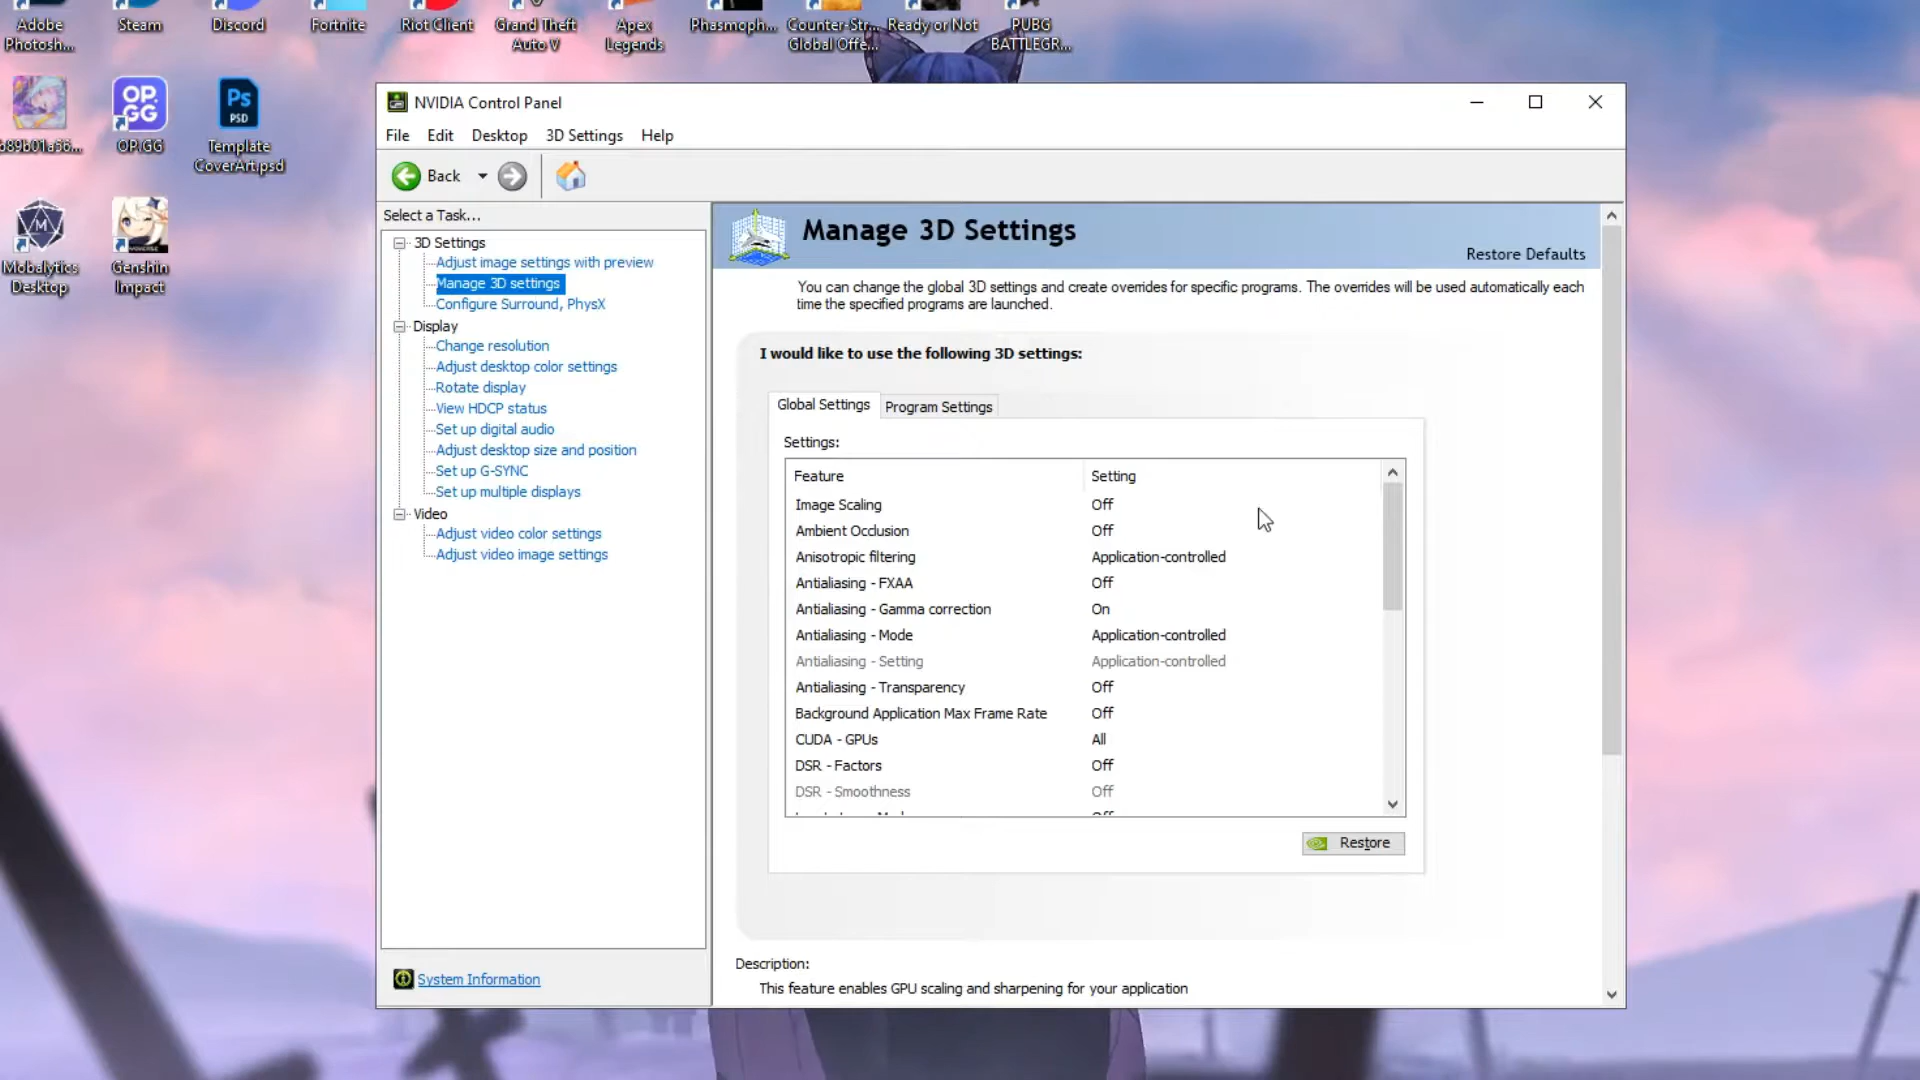 Adobe
Photosh...
Steam
Discord
Fortnite
Riot Client
Grand Theft
Auto V
Apex
Legends
Phasmoph...
Counter-Str...
Global Offe...
Ready or Not
PUBG
BATTLEGR...
OP.
GG
Ps
PSD
b89b01a36...
OP.GG
Template
CoverArt.psd
M
Mobalytics
Desktop
Genshin
Impact
NVIDIA Control Panel
File Edit Desktop 3D Settings Help
Back
Select a Task...
3D Settings
Adjust image settings with preview
Manage 3D settings
Configure Surround, PhysX
Display
Change resolution
Adjust desktop color settings
Rotate display
View HDCP status
Set up digital audio
Adjust desktop size and position
Set up G-SYNC
Set up multiple displays
Video
Adjust video color settings
Adjust video image settings
System Information
Manage 3D Settings
Restore Defaults
You can change the global 3D settings and create overrides for specific programs. The overrides will be used automatically each
time the specified programs are launched.
I would like to use the following 3D settings:
Global Settings Program Settings
Settings:
Feature Setting
Image Scaling Off
Ambient Occlusion Off
Anisotropic filtering Application-controlled
Antialiasing - FXAA Off
Antialiasing - Gamma correction On
Antialiasing - Mode Application-controlled
Antialiasing - Setting Application-controlled
Antialiasing - Transparency Off
Background Application Max Frame Rate Off
CUDA - GPUs All
DSR - Factors Off
DSR - Smoothness Off
Restore
Description:
This feature enables GPU scaling and sharpening for your application